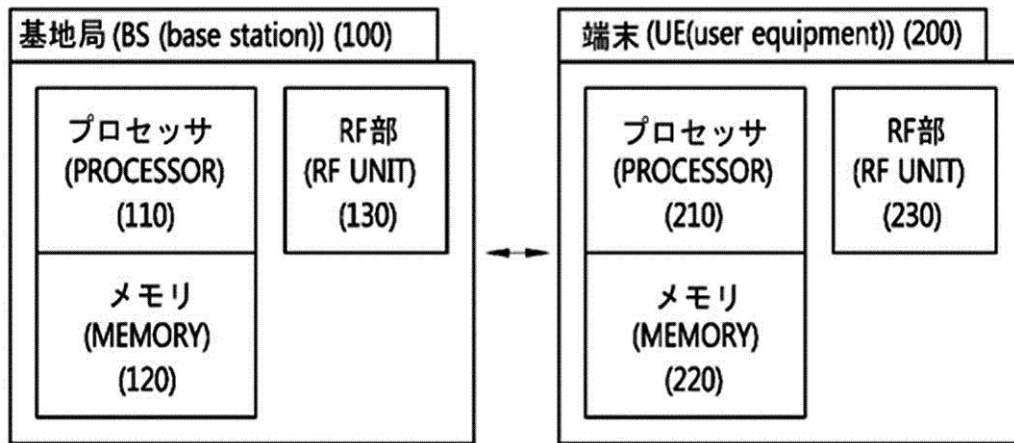 基地局 (BS (base station)) (100)
プロセッサ
(PROCESSOR)
(110)
RF部
(RF UNIT)
(130)
メモリ
(MEMORY)
(120)
端末 (UE(user equipment)) (200)
プロセッサ
(PROCESSOR)
(210)
RF部
(RF UNIT)
(230)
メモリ
(MEMORY)
(220)